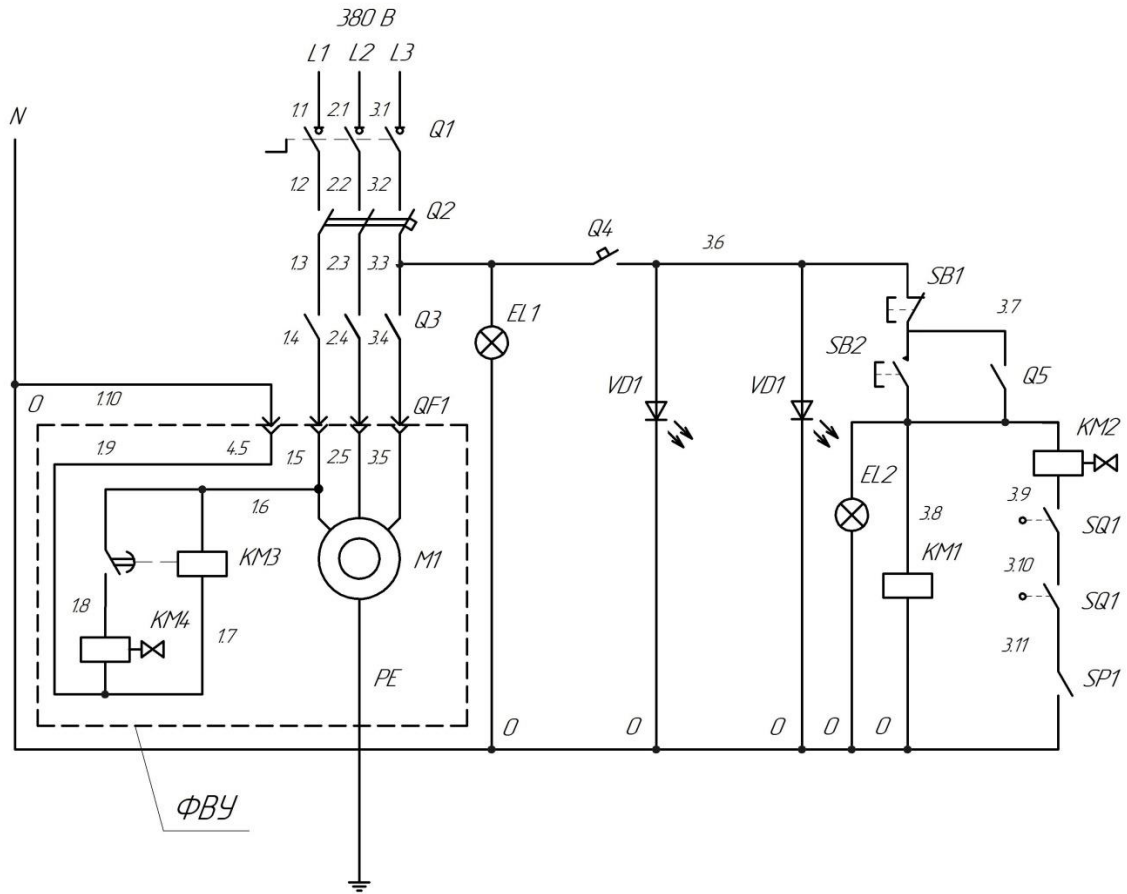 380 В
L1 L2 L3
N
1.1 2.1 3.1 Q1
1.2 2.2 3.2 Q2
Q4 3.6
1.3 2.3 3.3
SB1
EL1 3.7
1.4 2.4 3.4 Q3
SB2
VD1 VD1 Q5
0 1.10 QF1
1.9 4.5 1.5 2.5 3.5 KM2
EL2
1.6 3.8 3.9 SQ1
KM3 M1 KM1
3.10 SQ1
1.8 KM4 1.7
3.11
PE SP1
0 0 0 0
ФВУ